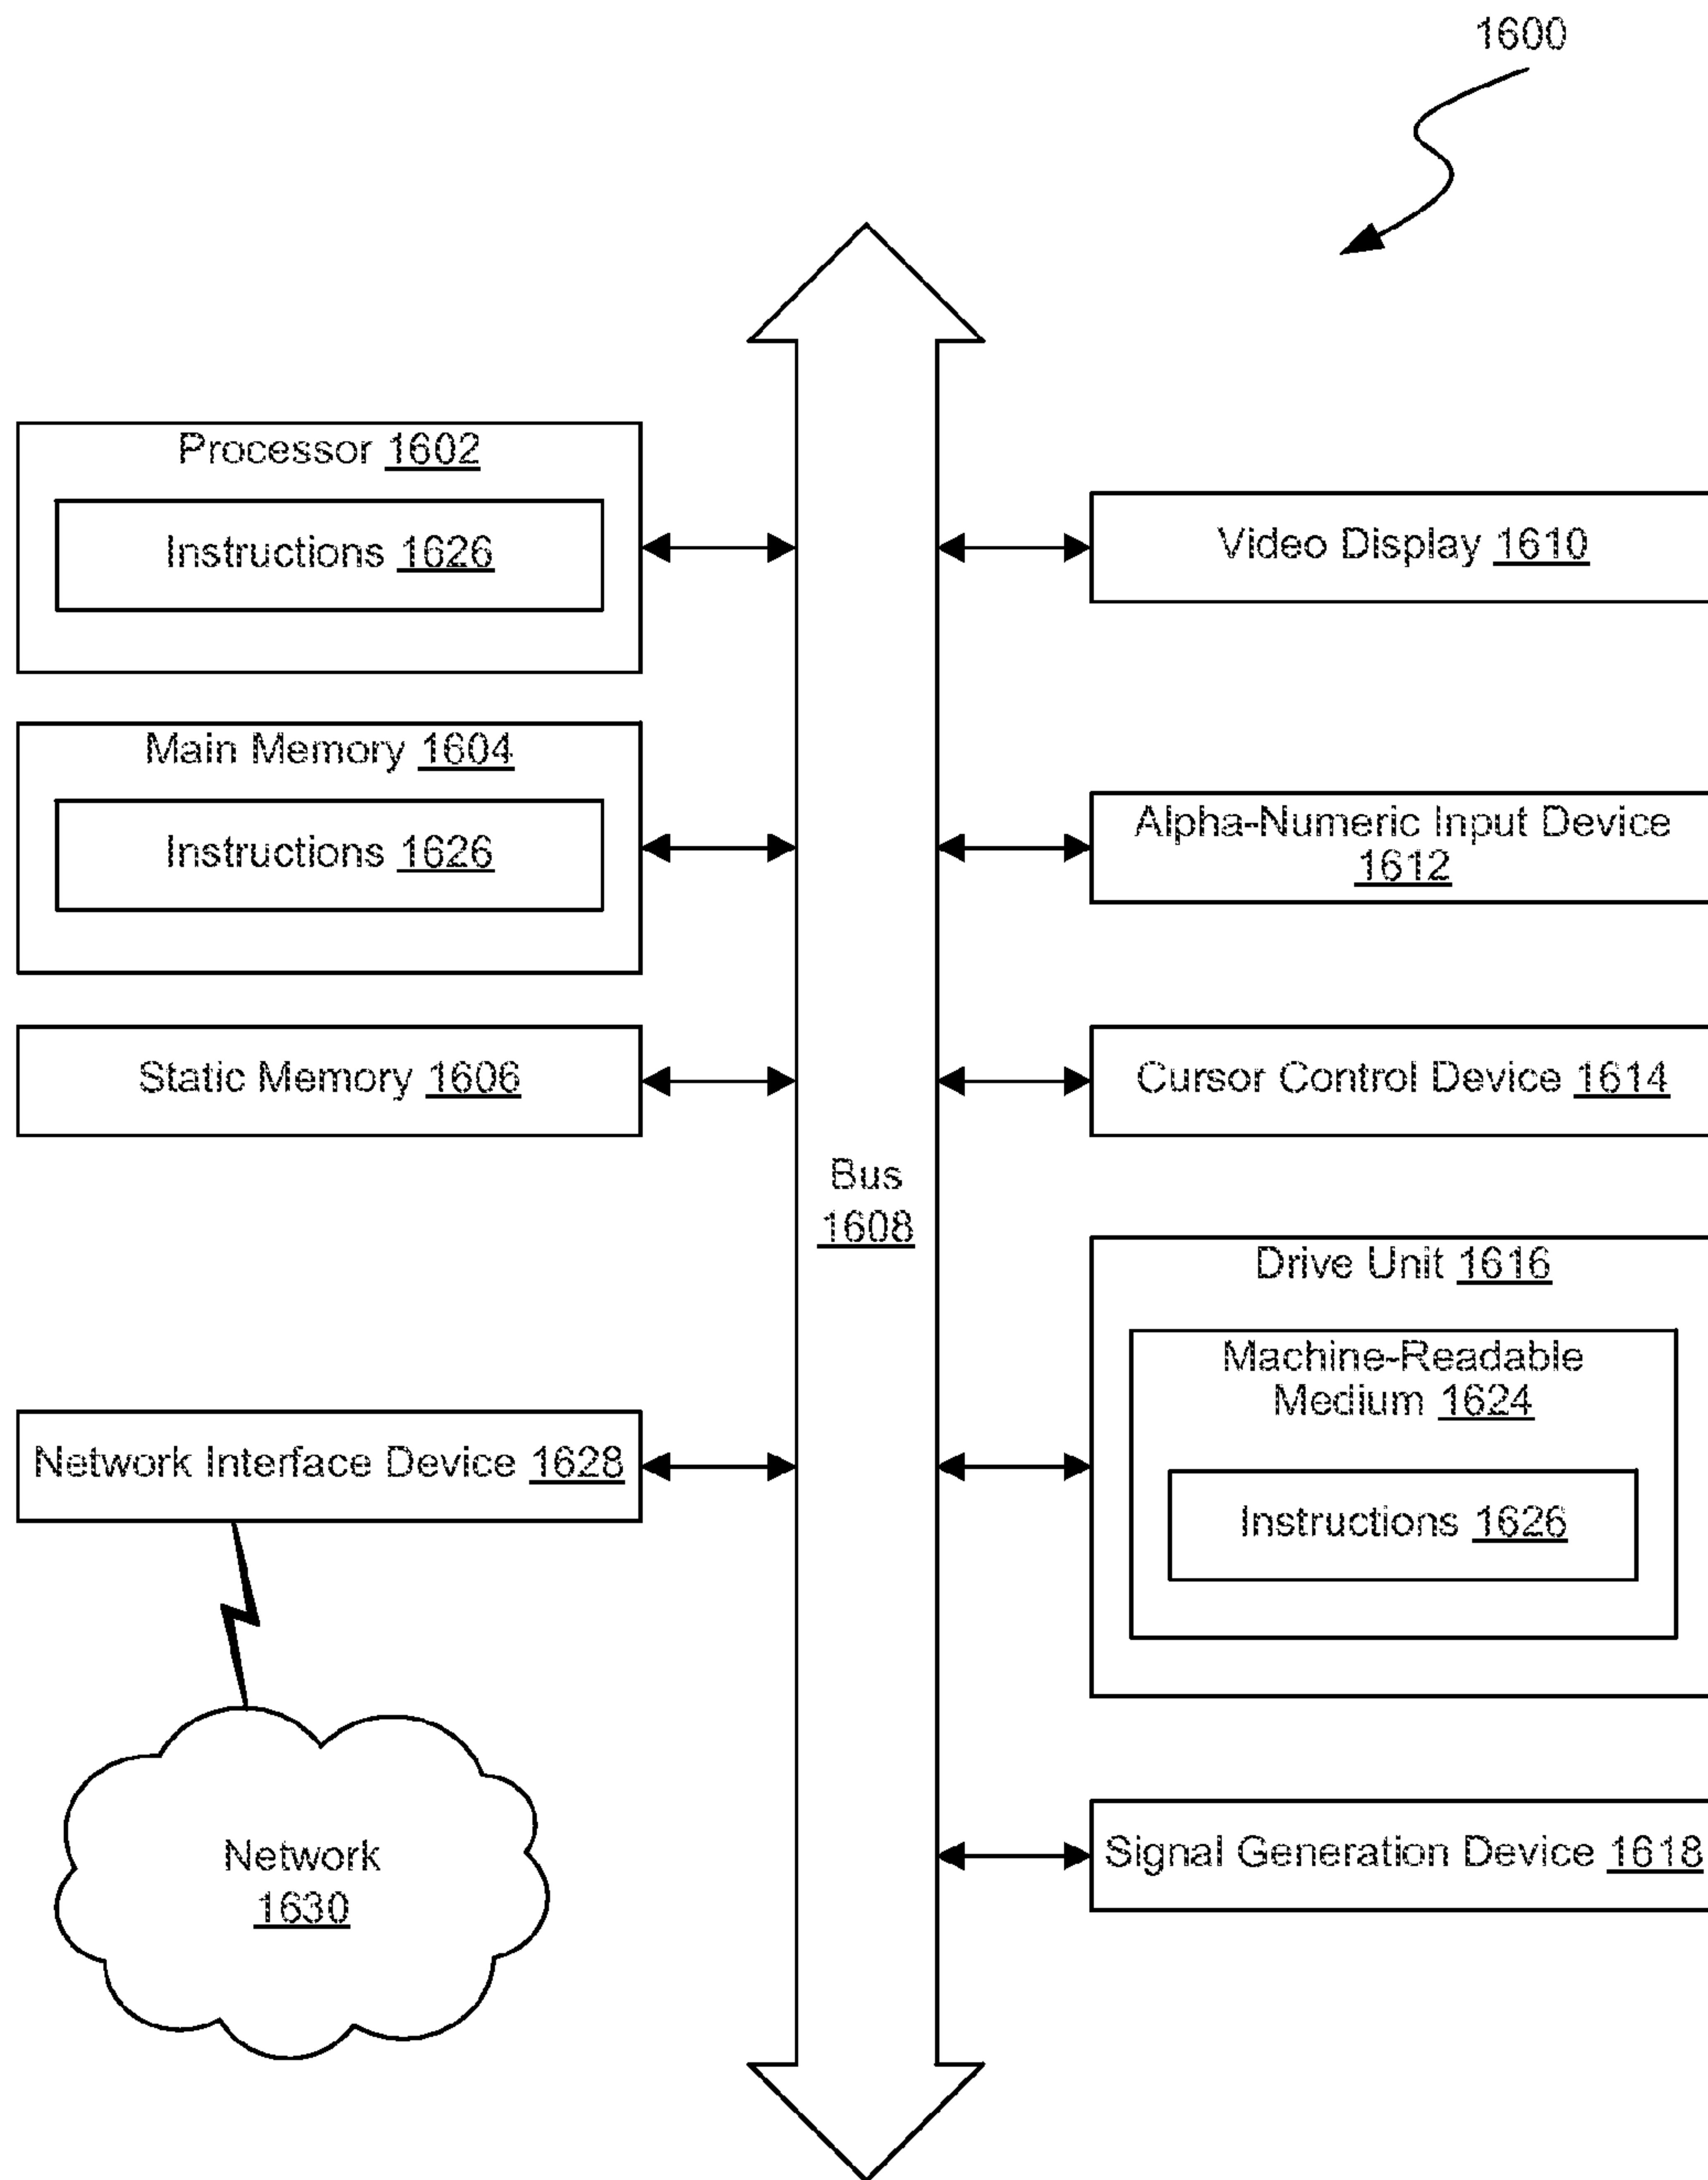 1600
Processor 1602
Instructions 1626
Main Memory 1604
Instructions 1626
Static Memory 1606
Network Interface Device 1628
Network
1630
Bus
1608
Video Display 1610
Alpha-Numeric Input Device
1612
Cursor Control Device 1614
Drive Unit 1616
Machine-Readable
Medium 1624
Instructions 1626
Signal Generation Device 1618